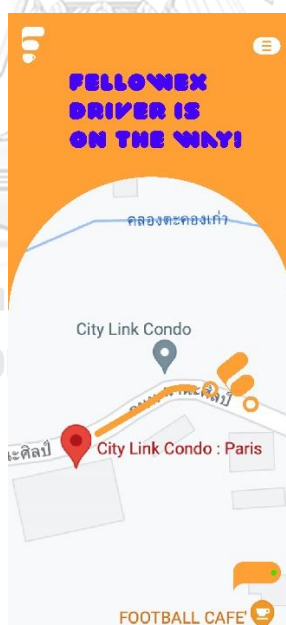 FELLOWEX
DRIVER IS
ON THE WAY!
คลองตะคองเก่า
City Link Condo
City Link Condo : Paris
FOOTBALL CAFE'